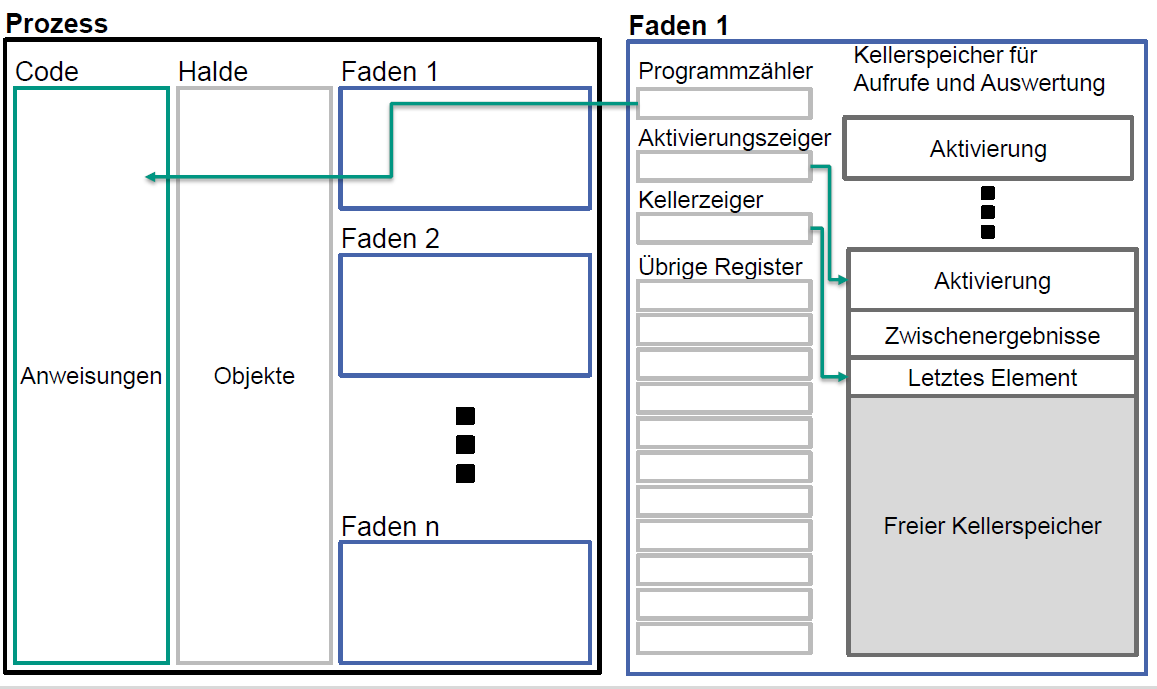 Prozess
Code
Halde
Faden 1
Anweisungen
Objekte
Faden 2
Faden n
Faden 1
Programmzähler
Aktivierungszeiger
Kellerzeiger
Übrige Register
Kellerspeicher für
Aufrufe und Auswertung
Aktivierung
Aktivierung
Zwischenergebnisse
Letztes Element
Freier Kellerspeicher